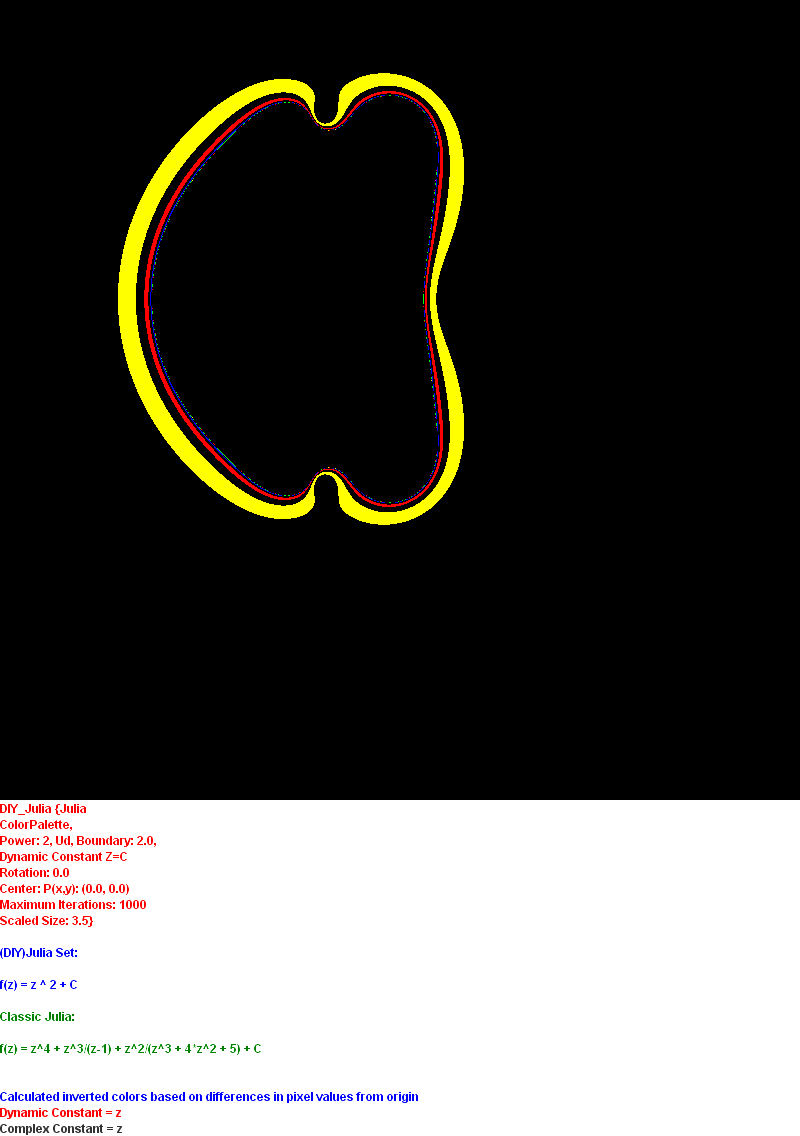 DIY_Julia {Julia
ColorPalette,
Power: 2, Ud, Boundary: 2.0,
Dynamic Constant Z=C
Rotation: 0.0
Center: P(x,y): (0.0, 0.0)
Maximum Iterations: 1000
Scaled Size: 3.5}
(DIY)Julia Set:
f(z) = z ^ 2 + C
Classic Julia:
f(z) = z^4 + z^3/(z-1) + z^2/(z^3 + 4*z^2 + 5) + C
Calculated inverted colors based on differences in pixel values from origin
Dynamic Constant = z
Complex Constant = z